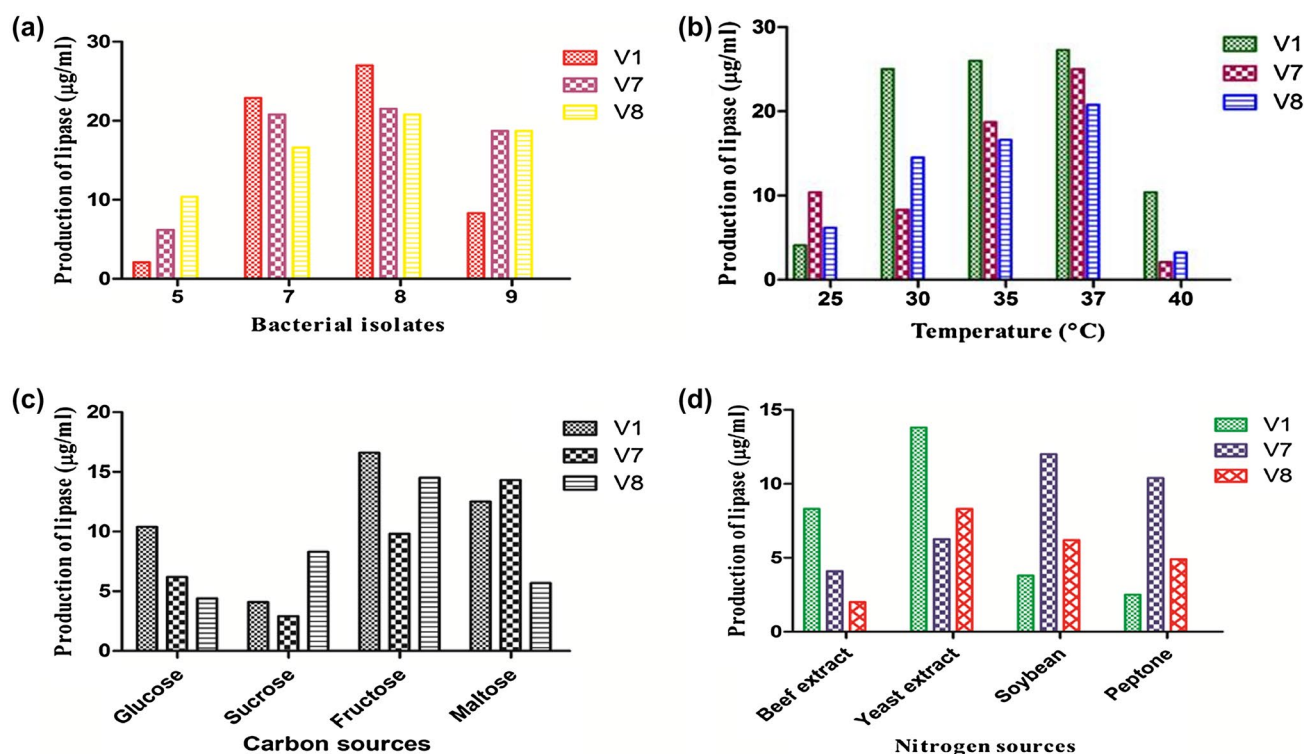 (a)
Production of lipase (µg/ml)
30
20
10
0
5 7 8 9
Bacterial isolates
V1
V7
V8
(b)
Production of lipase (µg/ml)
30
20
10
0
25 30 35 37 40
Temperature (°C)
V1
V7
V8
(c)
Production of lipase (µg/ml)
20
15
10
5
0
Glucose
Sucrose
Fructose
Maltose
Carbon sources
V1
V7
V8
(d)
Production of lipase (µg/ml)
15
10
5
0
Beef extract
Yeast extract
Soybean
Peptone
Nitrogen sources
V1
V7
V8